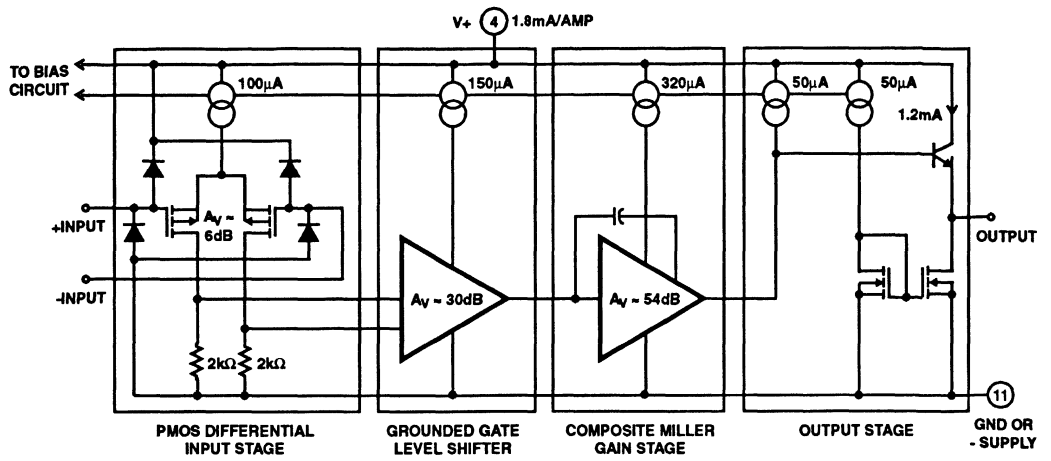 V+ 4 1.8mA/AMP
TO BIAS
CIRCUIT
100µA
150µA
320µA
50µA
50µA
1.2mA
+INPUT
AV ~
6dB
-INPUT
AV ~ 30dB
AV ~ 54dB
OUTPUT
2kΩ
2kΩ
11
GND OR
- SUPPLY
PMOS DIFFERENTIAL
INPUT STAGE
GROUNDED GATE
LEVEL SHIFTER
COMPOSITE MILLER
GAIN STAGE
OUTPUT STAGE